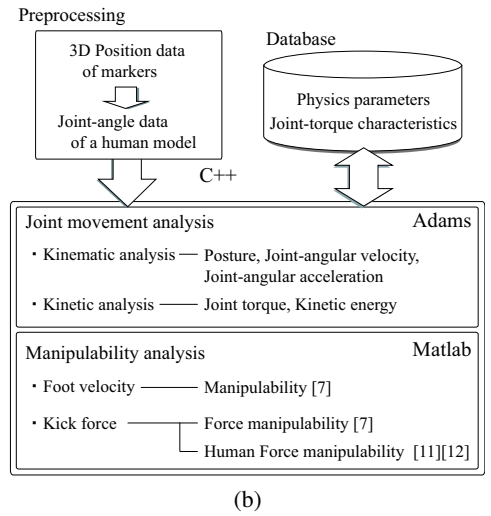 Preprocessing
3D Position data
of markers
Joint-angle data
of a human model
Database
Physics parameters
Joint-torque characteristics
C++
Joint movement analysis
Adams
・Kinematic analysis
Posture, Joint-angular velocity,
Joint-angular acceleration
・Kinetic analysis
Joint torque, Kinetic energy
Manipulability analysis
Matlab
・Foot velocity
Manipulability [7]
・Kick force
Force manipulability [7]
Human Force manipulability [11][12]
(b)